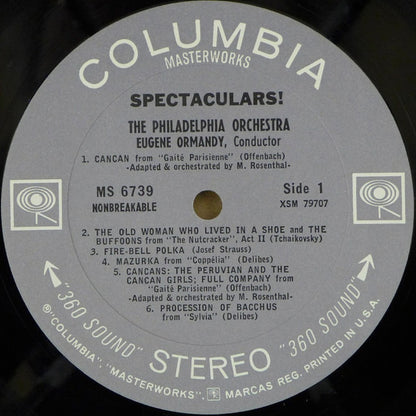 COLUMBIA
MASTERWORKS
SPECTACULARS!
THE PHILADELPHIA ORCHESTRA
EUGENE ORMANDY, Conductor
1. CANCAN from "Gaîté Parisienne" (Offenbach)
-Adapted & orchestrated by M. Rosenthal-
MS 6739
NONBREAKABLE
Side 1
XSM 79707
2. THE OLD WOMAN WHO LIVED IN A SHOE and THE
BUFFOONS from "The Nutcracker", Act II (Tchaikovsky)
3. FIRE-BELL POLKA (Josef Strauss)
4. MAZURKA from "Coppélia" (Delibes)
5. CANCANS: THE PERUVIAN AND THE
CANCAN GIRLS; FULL COMPANY from
"Gaîté Parisienne" (Offenbach)
-Adapted & orchestrated by M. Rosenthal-
6. PROCESSION OF BACCHUS
from "Sylvia" (Delibes)
"360 SOUND" STEREO "360 SOUND"
℗"COLUMBIA", "MASTERWORKS", MARCAS REG. PRINTED IN U.S.A.